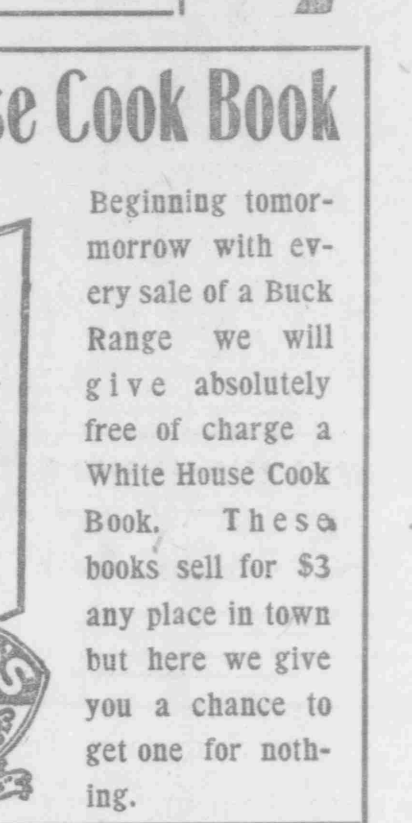 se Cook Book
Beginning tomor-
morrow with ev-
ery sale of a Buck
Range we will
give absolutely
free of charge a
White House Cook
Book. These
books sell for $3
any place in town
but here we give
you a chance to
get one for noth-
ing.